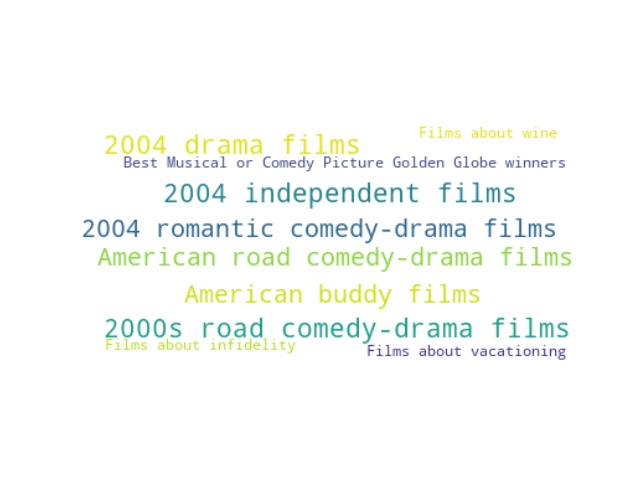 Films about wine
2004 drama films
Best Musical or Comedy Picture Golden Globe winners
2004 independent films
2004 romantic comedy-drama films
American road comedy-drama films
American buddy films
2000s road comedy-drama films
Films about infidelity
Films about vacationing